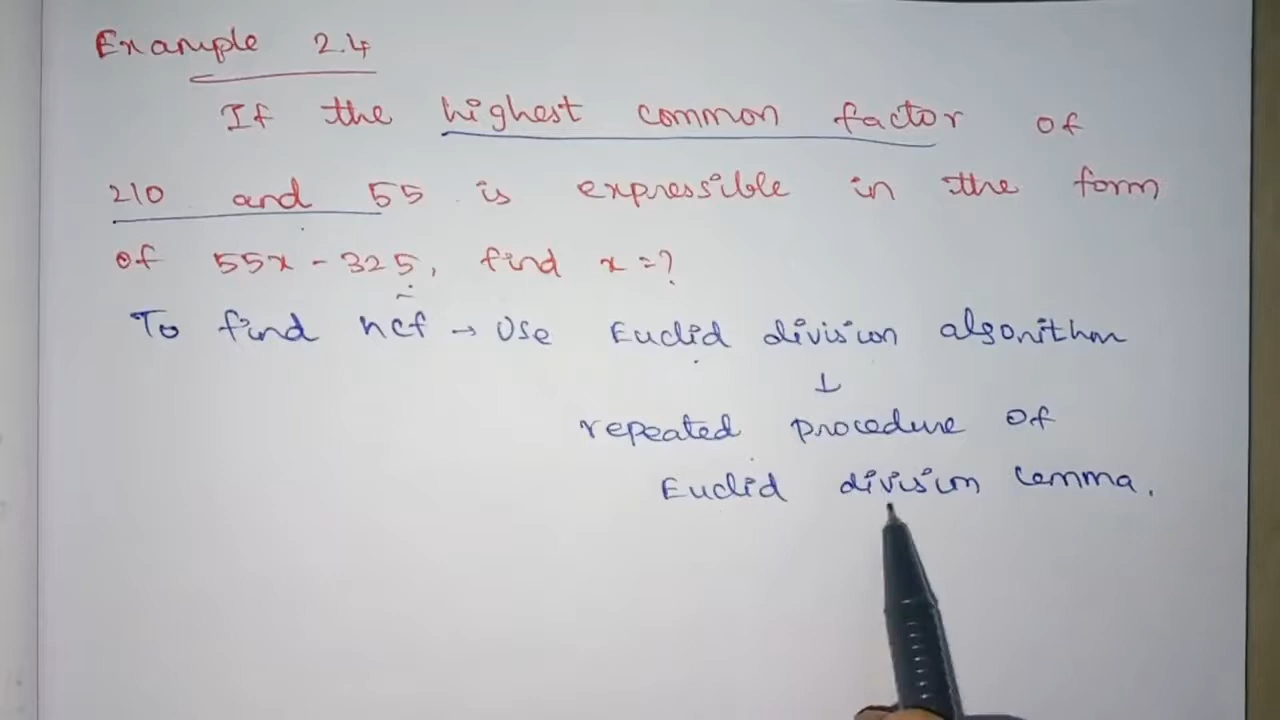 Example 2.4
If the highest common factor of
210 and 55 is expressible in the form
of 55x - 325, find x = ?
To find hcf → Use Euclid division algorithm
↓
repeated procedure of
Euclid division lemma.